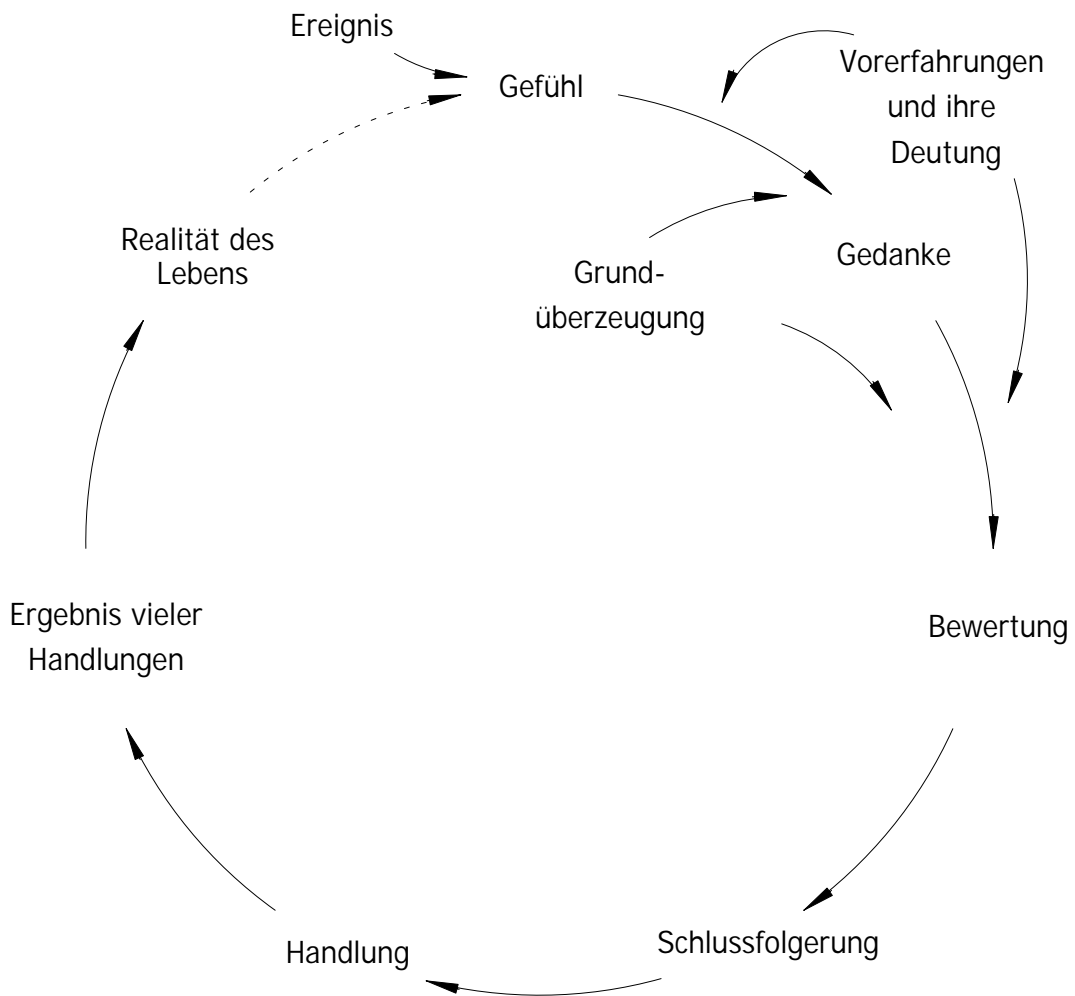 Ereignis
Gefühl
Vorerfahrungen
und ihre
Deutung
Realität des
Lebens
Grund-
überzeugung
Gedanke
Ergebnis vieler
Handlungen
Bewertung
Handlung
Schlussfolgerung